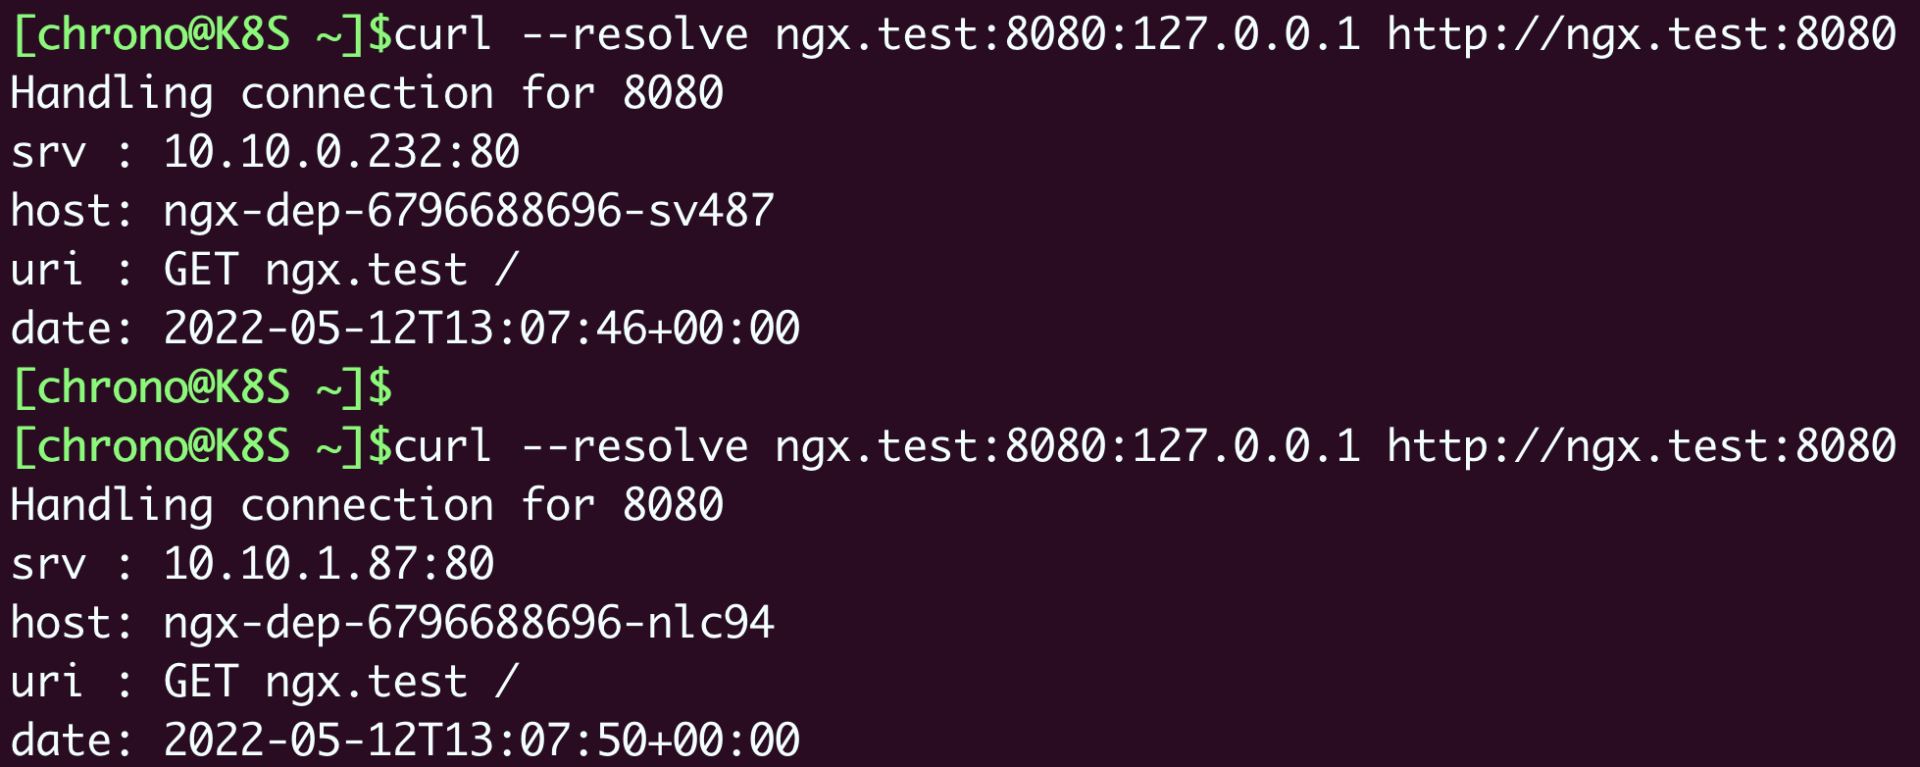 [chrono@K8S ~]$curl --resolve ngx.test:8080:127.0.0.1 http://ngx.test:8080
Handling connection for 8080
srv : 10.10.0.232:80
host: ngx-dep-6796688696-sv487
uri : GET ngx.test /
date: 2022-05-12T13:07:46+00:00
[chrono@K8S ~]$
[chrono@K8S ~]$curl --resolve ngx.test:8080:127.0.0.1 http://ngx.test:8080
Handling connection for 8080
srv : 10.10.1.87:80
host: ngx-dep-6796688696-nlc94
uri : GET ngx.test /
date: 2022-05-12T13:07:50+00:00